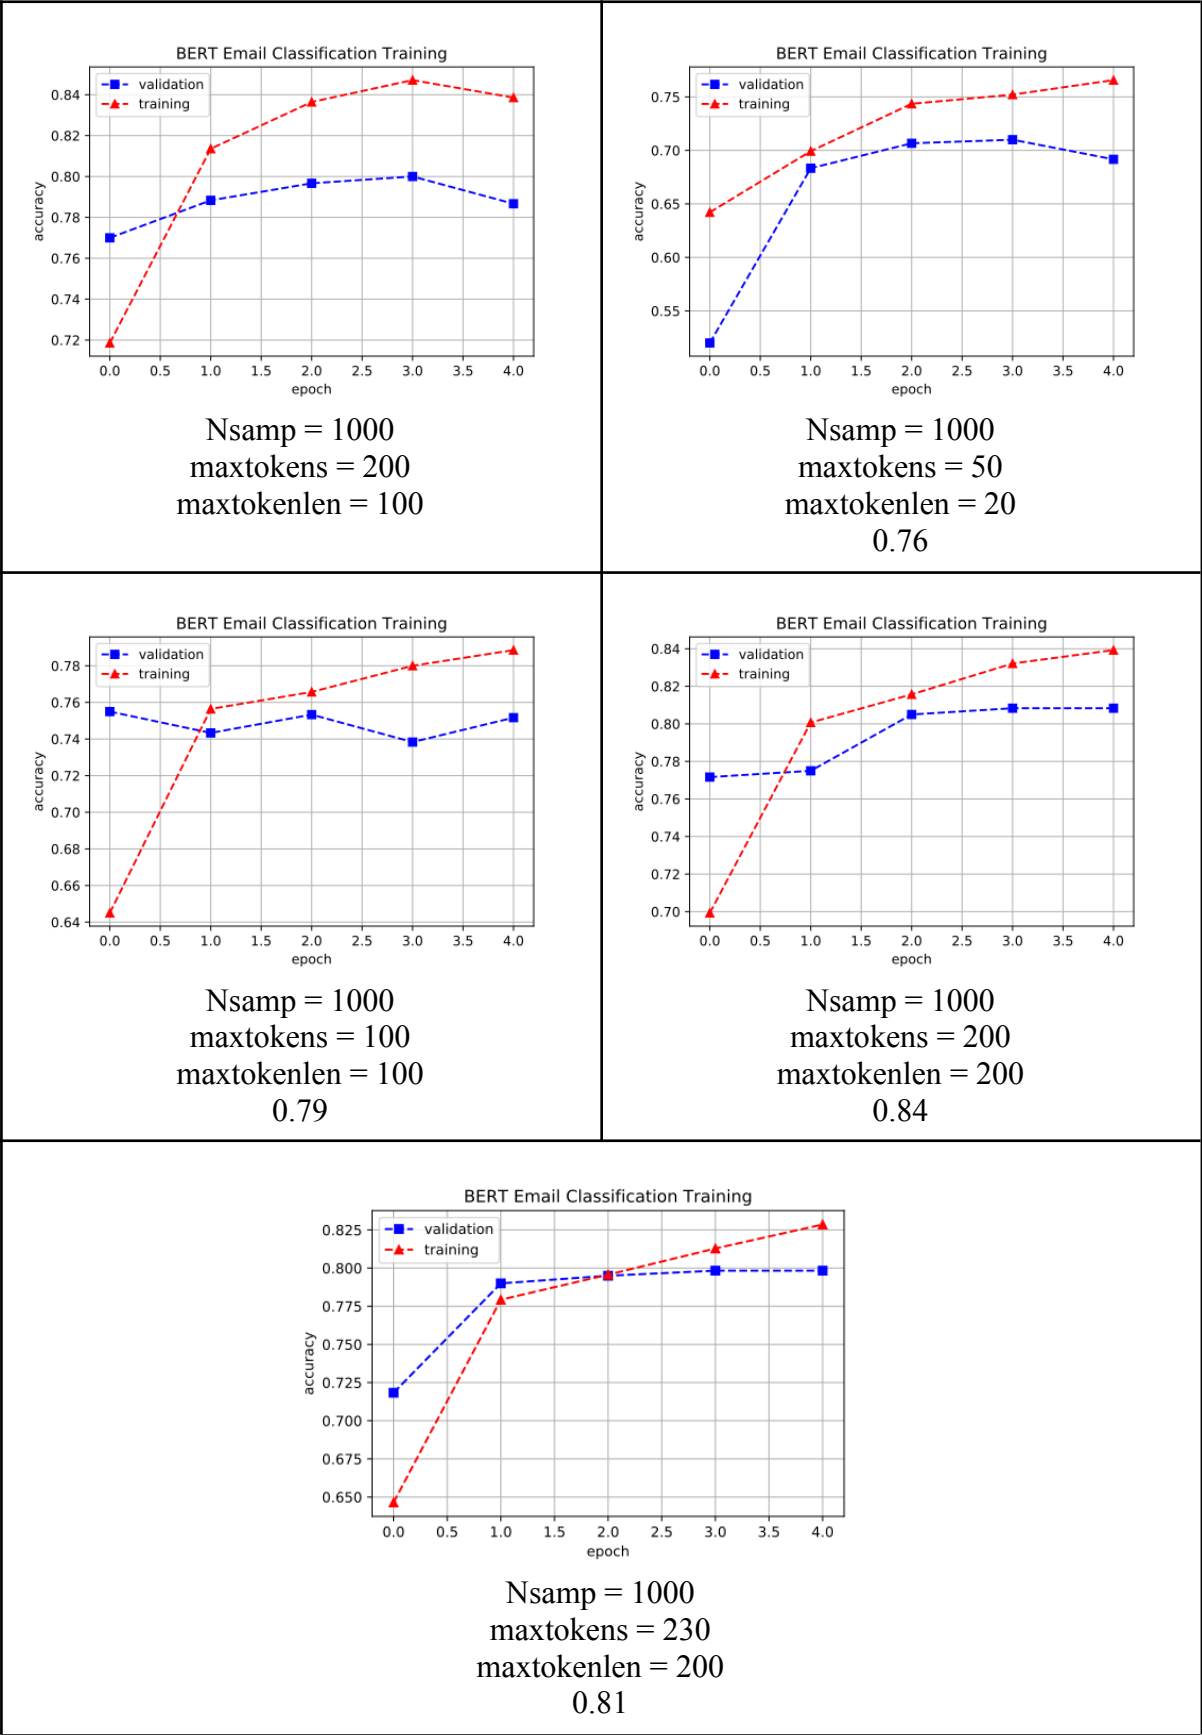 BERT Email Classification Training
validation
training
0.84
0.82
0.80
0.78
0.76
0.74
0.72
accuracy
0.0 0.5 1.0 1.5 2.0 2.5 3.0 3.5 4.0
epoch
Nsamp = 1000
maxtokens = 200
maxtokenlen = 100
BERT Email Classification Training
validation
training
0.75
0.70
0.65
0.60
0.55
accuracy
0.0 0.5 1.0 1.5 2.0 2.5 3.0 3.5 4.0
epoch
Nsamp = 1000
maxtokens = 50
maxtokenlen = 20
0.76
BERT Email Classification Training
validation
training
0.78
0.76
0.74
0.72
0.70
0.68
0.66
0.64
accuracy
0.0 0.5 1.0 1.5 2.0 2.5 3.0 3.5 4.0
epoch
Nsamp = 1000
maxtokens = 100
maxtokenlen = 100
0.79
BERT Email Classification Training
validation
training
0.84
0.82
0.80
0.78
0.76
0.74
0.72
0.70
accuracy
0.0 0.5 1.0 1.5 2.0 2.5 3.0 3.5 4.0
epoch
Nsamp = 1000
maxtokens = 200
maxtokenlen = 200
0.84
BERT Email Classification Training
validation
training
0.825
0.800
0.775
0.750
0.725
0.700
0.675
0.650
accuracy
0.0 0.5 1.0 1.5 2.0 2.5 3.0 3.5 4.0
epoch
Nsamp = 1000
maxtokens = 230
maxtokenlen = 200
0.81